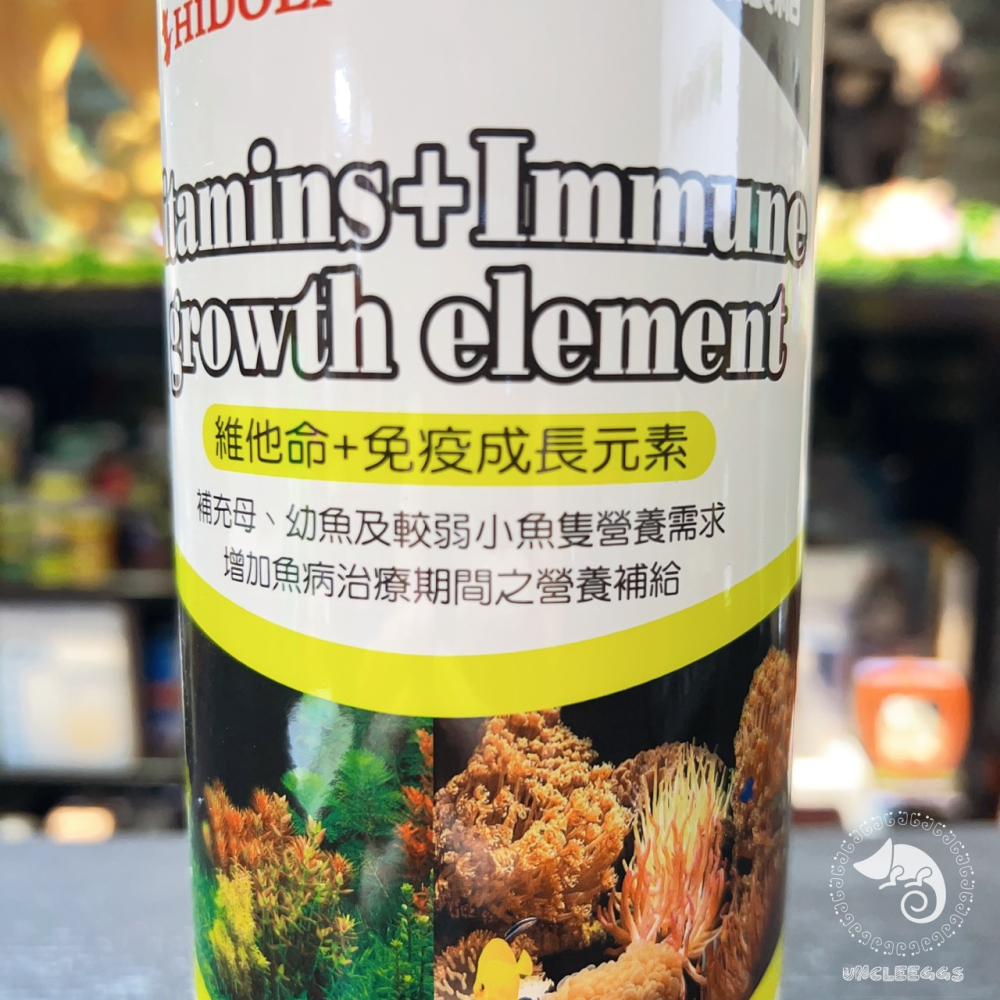 HIDOLI
itamins+Immune
growth element
維他命+免疫成長元素
補充母、幼魚及較弱小魚隻營養需求
增加魚病治療期間之營養補給
UNCLEEGGS